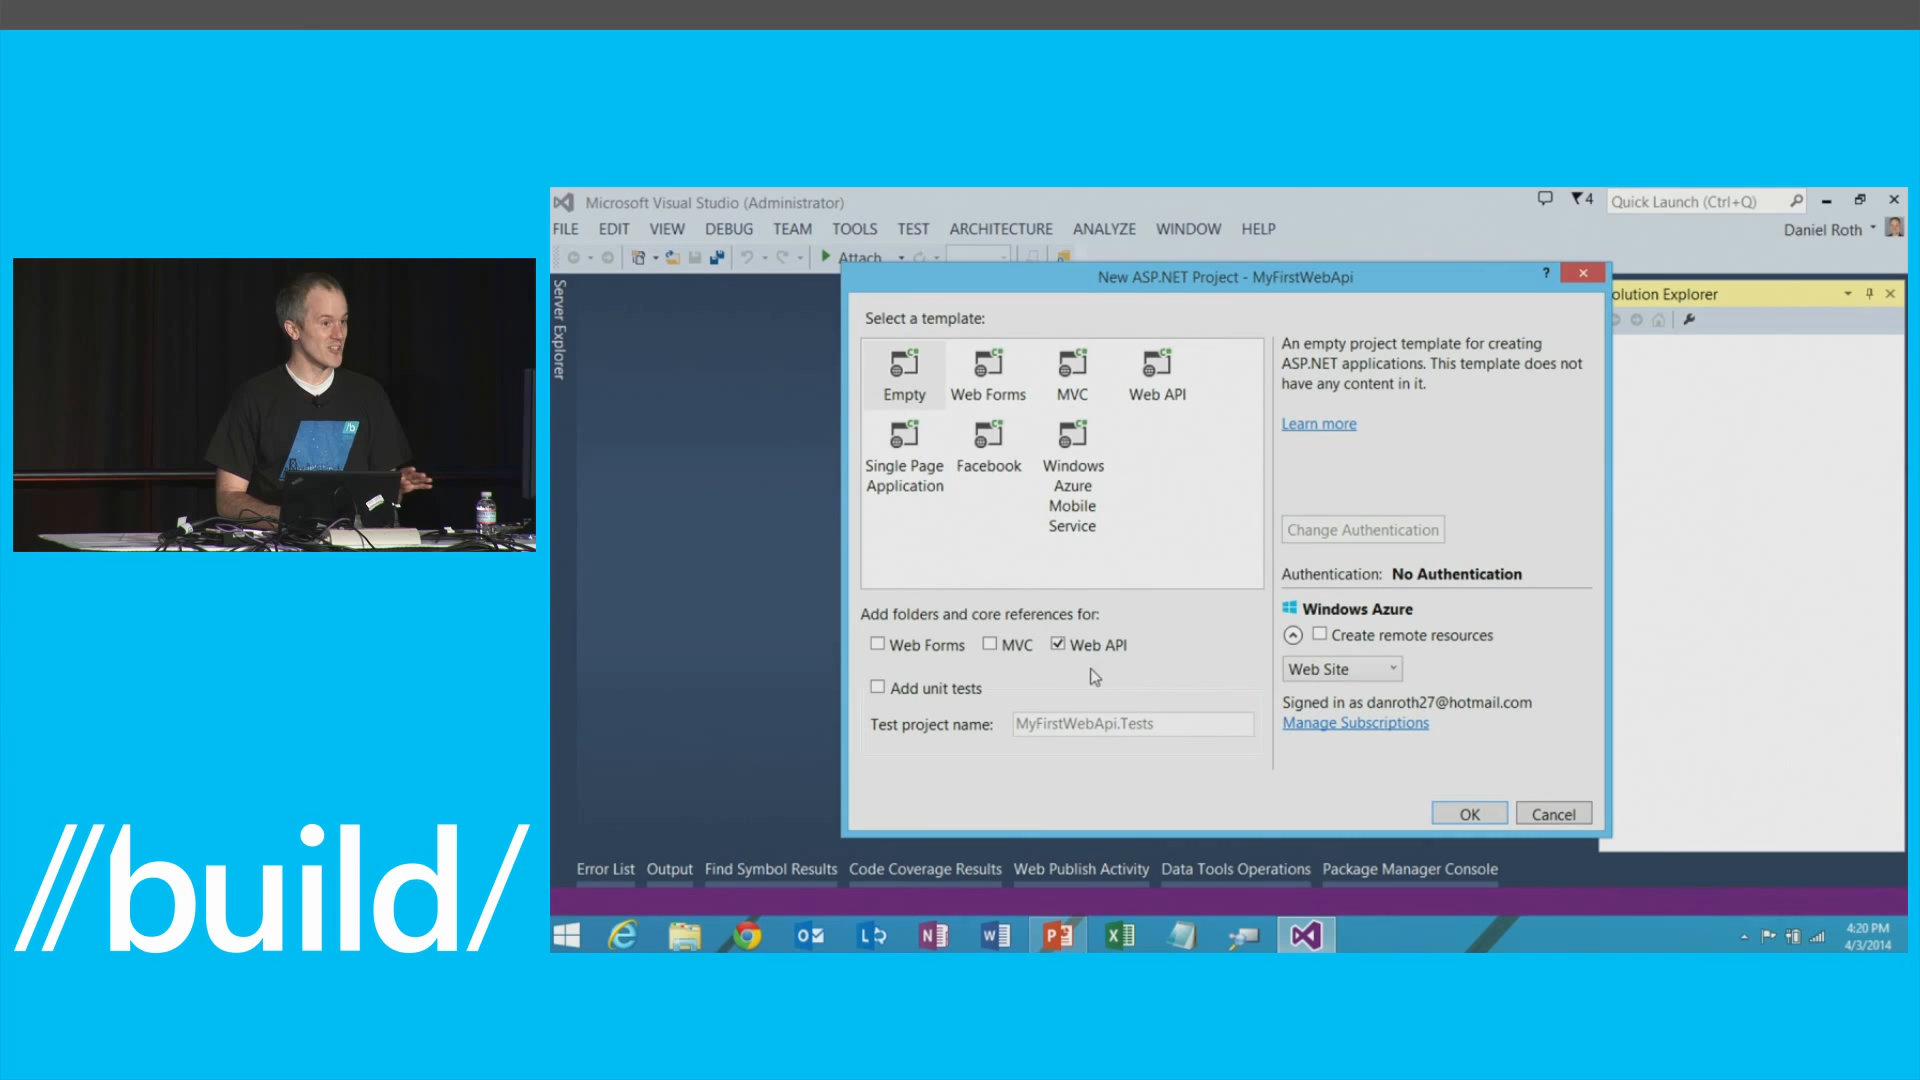 Microsoft Visual Studio (Administrator)
4
Quick Launch (Ctrl+Q)
FILE EDIT VIEW DEBUG TEAM TOOLS TEST ARCHITECTURE ANALYZE WINDOW HELP
Daniel Roth
Attach
Server Explorer
New ASP.NET Project - MyFirstWebApi
?
olution Explorer
Select a template:
Empty
Web Forms
MVC
Web API
Single Page
Application
Facebook
Windows
Azure
Mobile
Service
An empty project template for creating
ASP.NET applications. This template does not
have any content in it.
Learn more
Change Authentication
Authentication: No Authentication
Windows Azure
Create remote resources
Web Site
Signed in as danroth27@hotmail.com
Manage Subscriptions
Add folders and core references for:
Web Forms MVC Web API
Add unit tests
Test project name: MyFirstWebApi.Tests
OK Cancel
Error List Output Find Symbol Results Code Coverage Results Web Publish Activity Data Tools Operations Package Manager Console
4:20 PM
4/3/2014
//build/